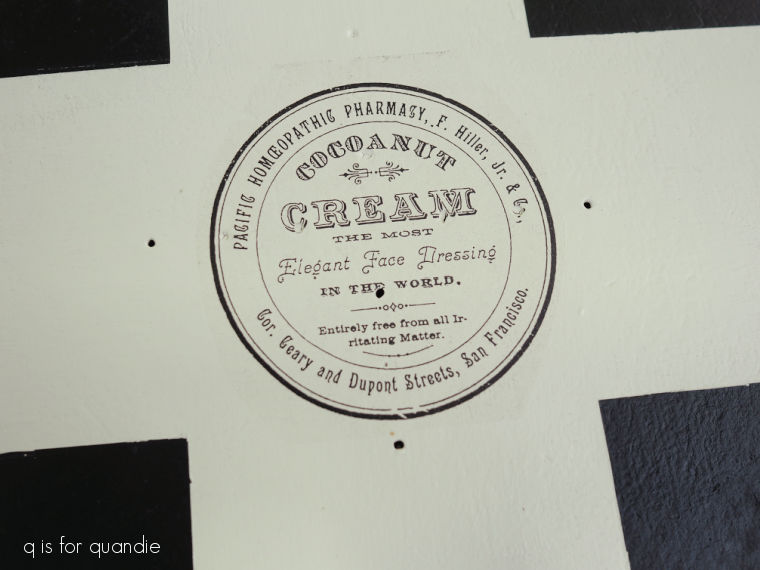 PACIFIC HOMŒOPATHIC PHARMACY, F. Hiller, Jr. & Co.,
COCOANUT
CREAM
THE MOST
Elegant Face Dressing
IN THE WORLD.
Entirely free from all Ir-
ritating Matter.
Cor. Geary and Dupont Streets, San Francisco.
q is for quandie